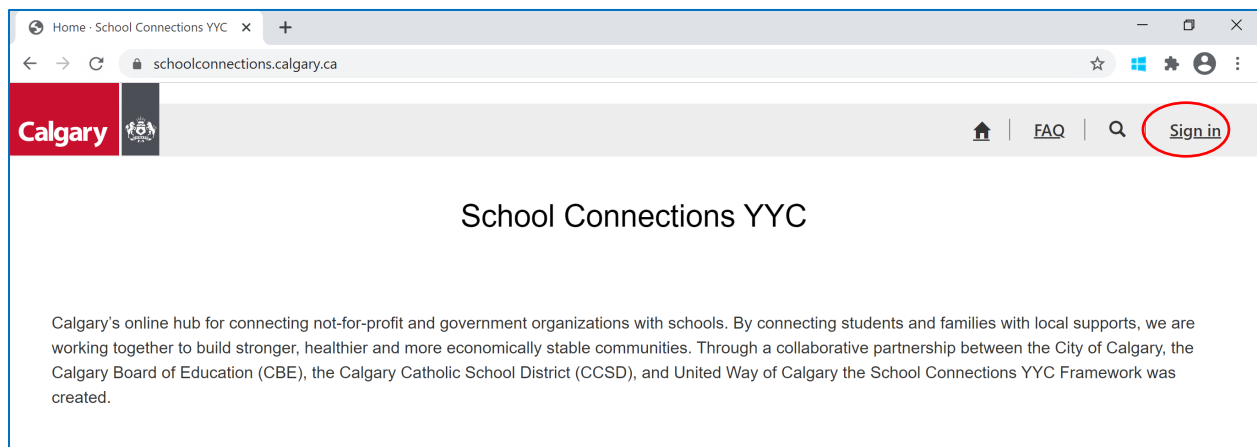 Home · School Connections YYC
schoolconnections.calgary.ca
Calgary
FAQ
Sign in
School Connections YYC
Calgary’s online hub for connecting not-for-profit and government organizations with schools. By connecting students and families with local supports, we are
working together to build stronger, healthier and more economically stable communities. Through a collaborative partnership between the City of Calgary, the
Calgary Board of Education (CBE), the Calgary Catholic School District (CCSD), and United Way of Calgary the School Connections YYC Framework was
created.